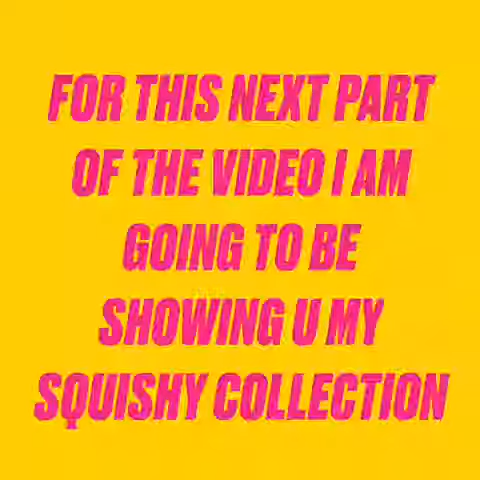 FOR THIS NEXT PART
OF THE VIDEO I AM
GOING TO BE
SHOWING U MY
SQUISHY COLLECTION